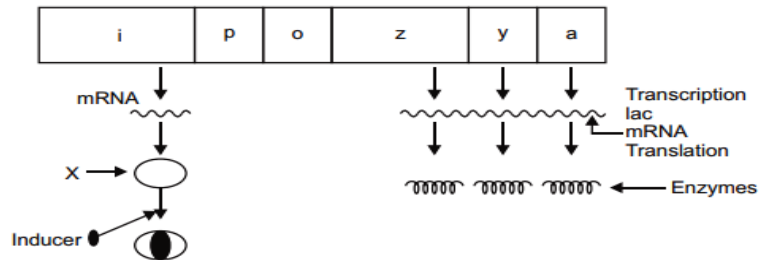 i p o z y a
mRNA
Transcription
lac
mRNA
Translation
X
Enzymes
Inducer